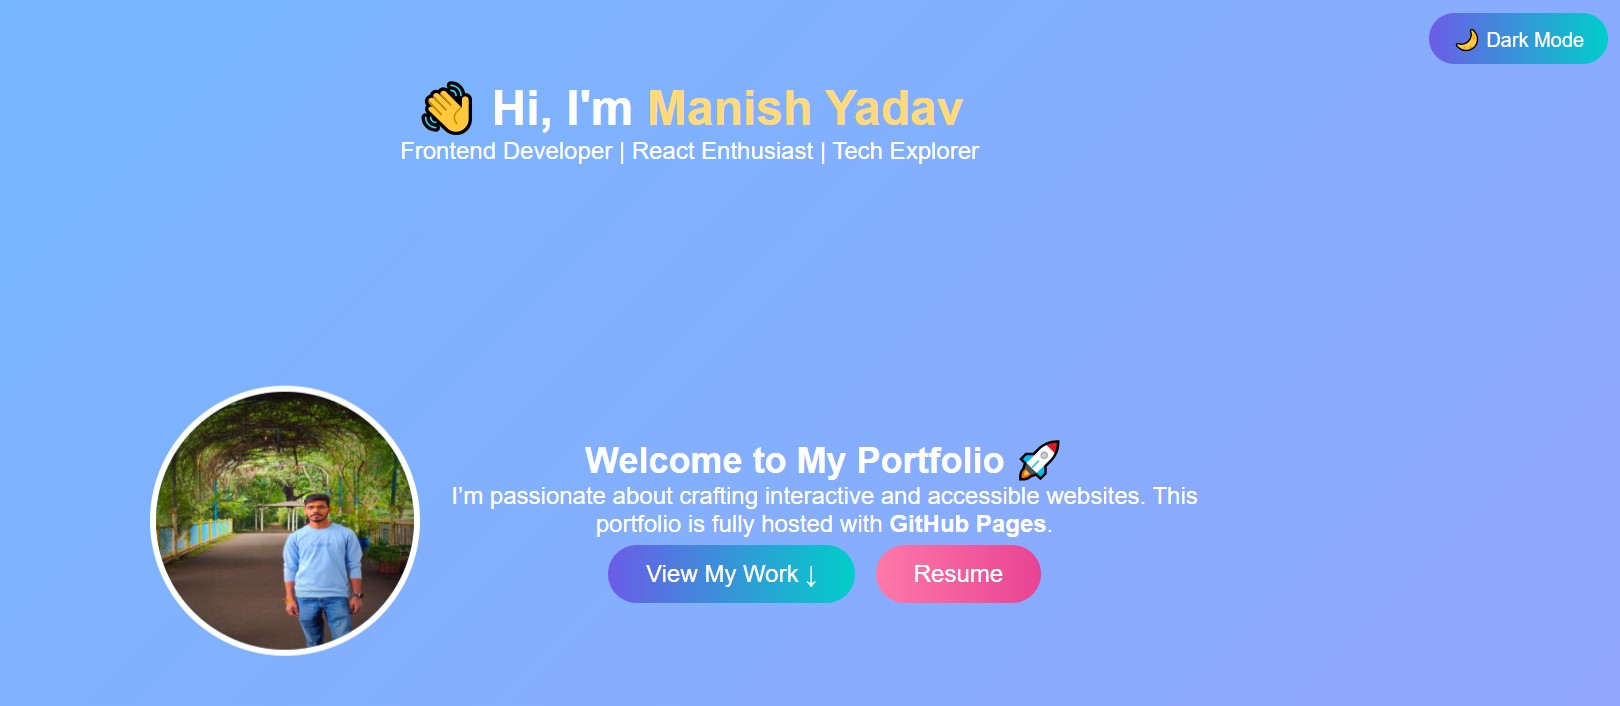 🌙 Dark Mode
👋 Hi, I'm Manish Yadav
Frontend Developer | React Enthusiast | Tech Explorer
Welcome to My Portfolio 🚀
I’m passionate about crafting interactive and accessible websites. This
portfolio is fully hosted with GitHub Pages.
View My Work ↓
Resume